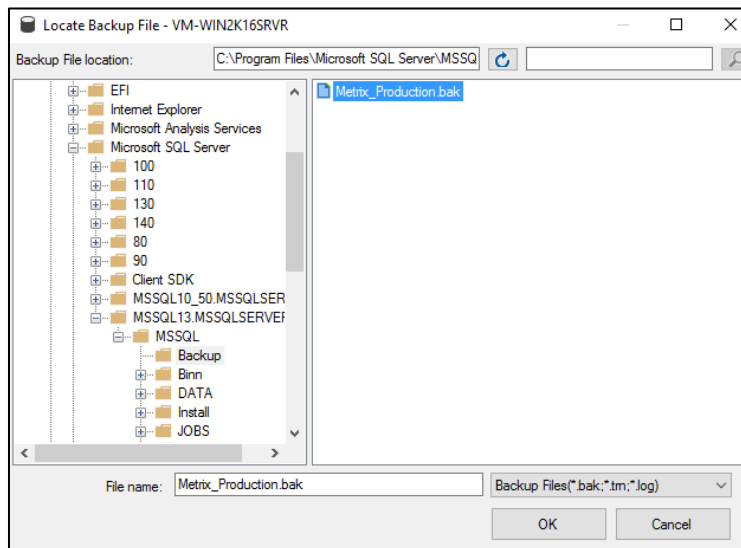 Locate Backup File - VM-WIN2K16SRVR
Backup File location: C:\Program Files\Microsoft SQL Server\MSSQ
EFI
Internet Explorer
Microsoft Analysis Services
Microsoft SQL Server
100
110
130
140
80
90
Client SDK
MSSQL10_50.MSSQLSER
MSSQL13.MSSQLSERVER
MSSQL
Backup
Binn
DATA
Install
JOBS
Metrix_Production.bak
File name: Metrix_Production.bak Backup Files(*.bak;*.trn;*.log)
OK Cancel